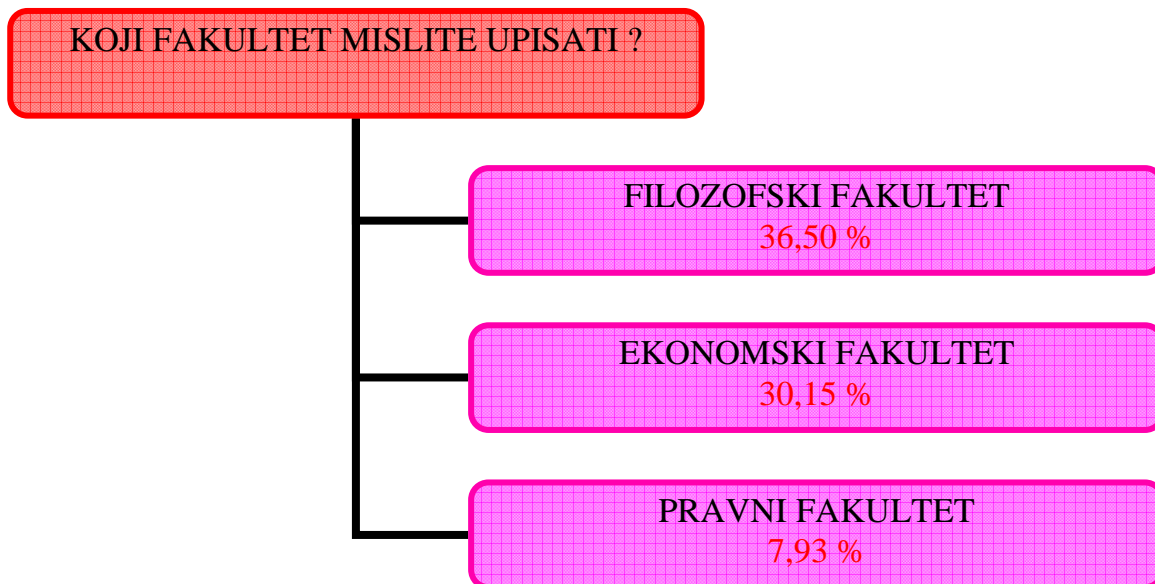 KOJI FAKULTET MISLITE UPISATI ?
FILOZOFSKI FAKULTET
36,50 %
EKONOMSKI FAKULTET
30,15 %
PRAVNI FAKULTET
7,93 %